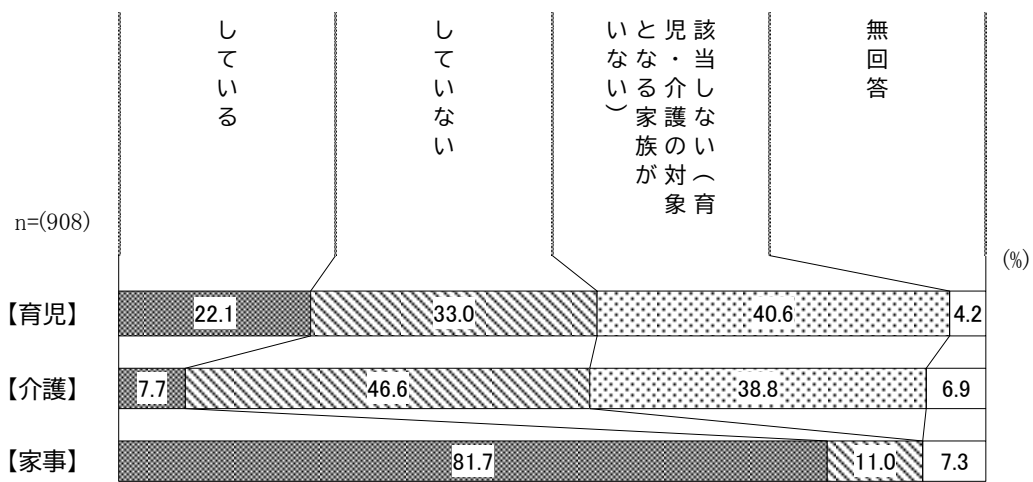 している
していない
該当しない（育
児・介護の対象
となる家族が
いない）
無回答
n=(908)
(%)
【育児】 22.1 33.0 40.6 4.2
【介護】 7.7 46.6 38.8 6.9
【家事】 81.7 11.0 7.3